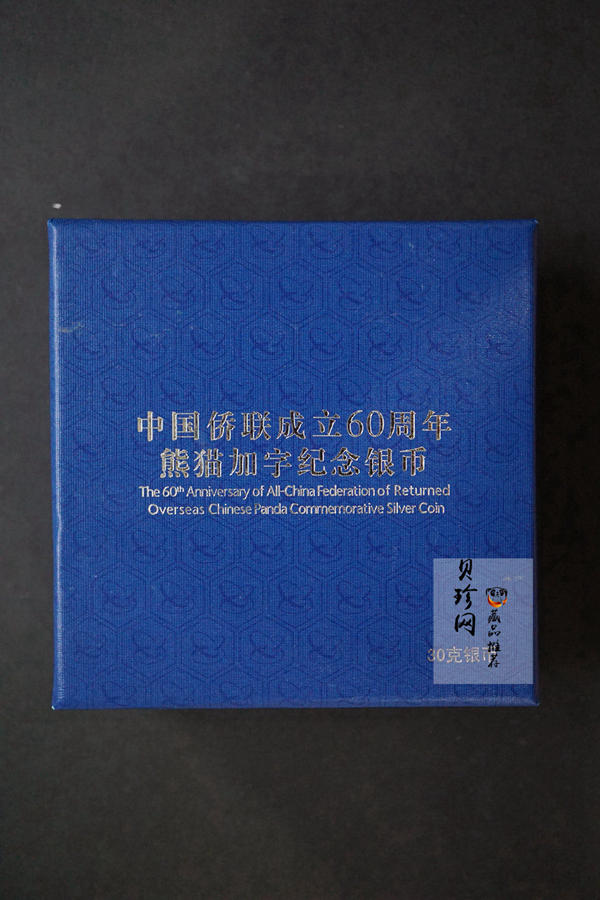 中国侨联成立60周年
熊猫加字纪念银币
The 60th Anniversary of All-China Federation of Returned
Overseas Chinese Panda Commemorative Silver Coin
30克银币
贝珍网
藏品推荐